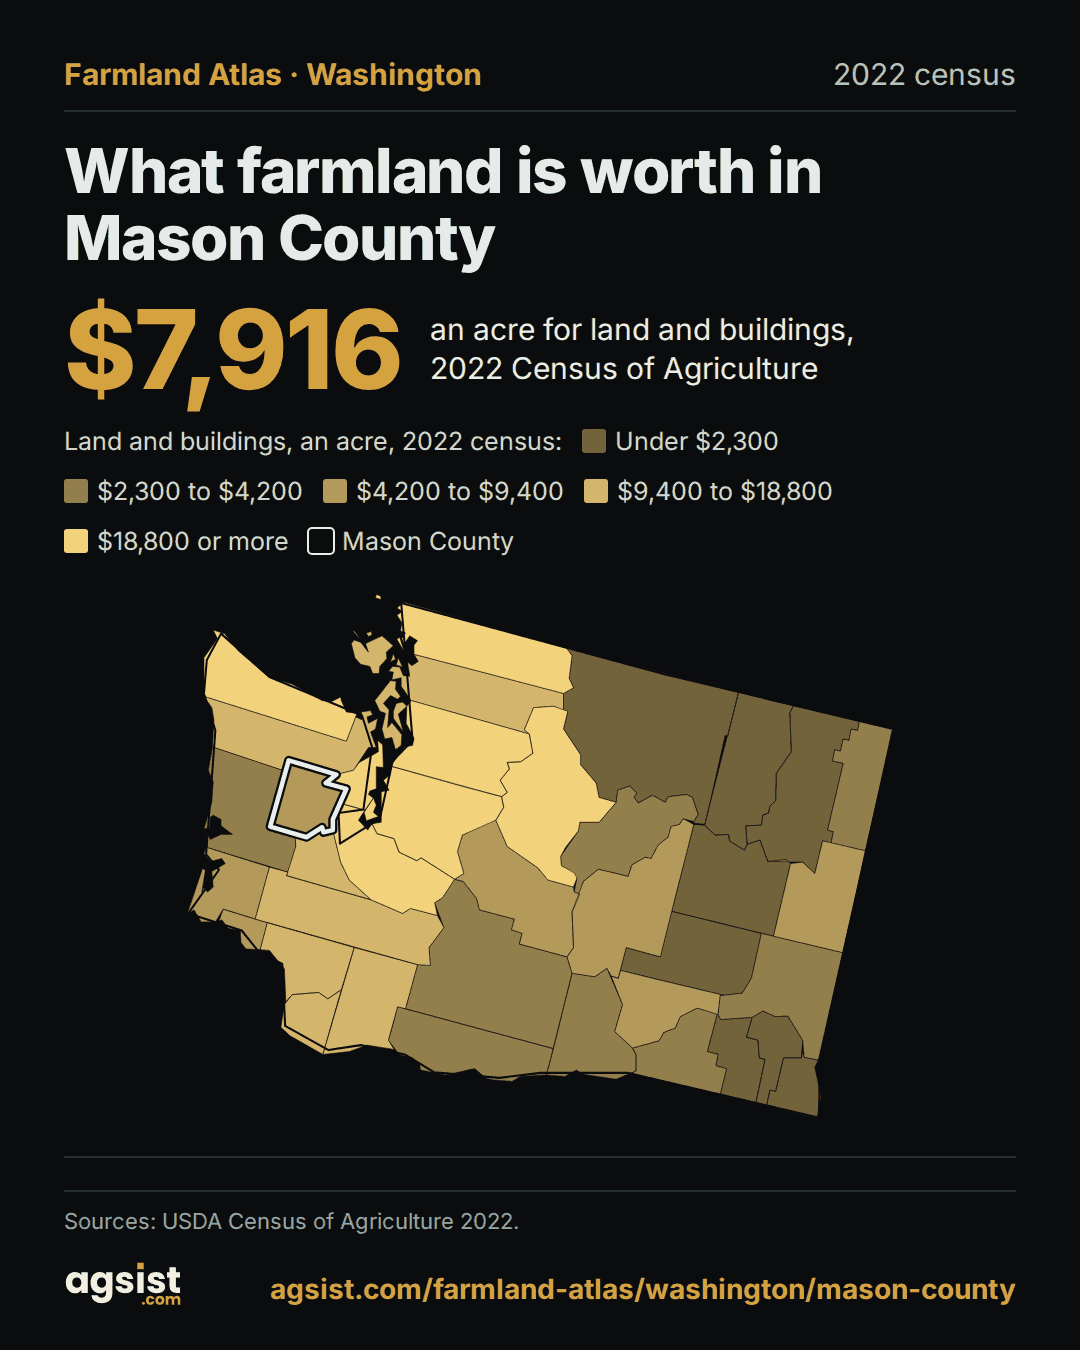 Farmland Atlas · Washington
2022 census
What farmland is worth in
Mason County
$7,916
an acre for land and buildings,
2022 Census of Agriculture
Land and buildings, an acre, 2022 census: Under $2,300
$2,300 to $4,200 $4,200 to $9,400 $9,400 to $18,800
$18,800 or more Mason County
Sources: USDA Census of Agriculture 2022.
agsist
.com
agsist.com/farmland-atlas/washington/mason-county